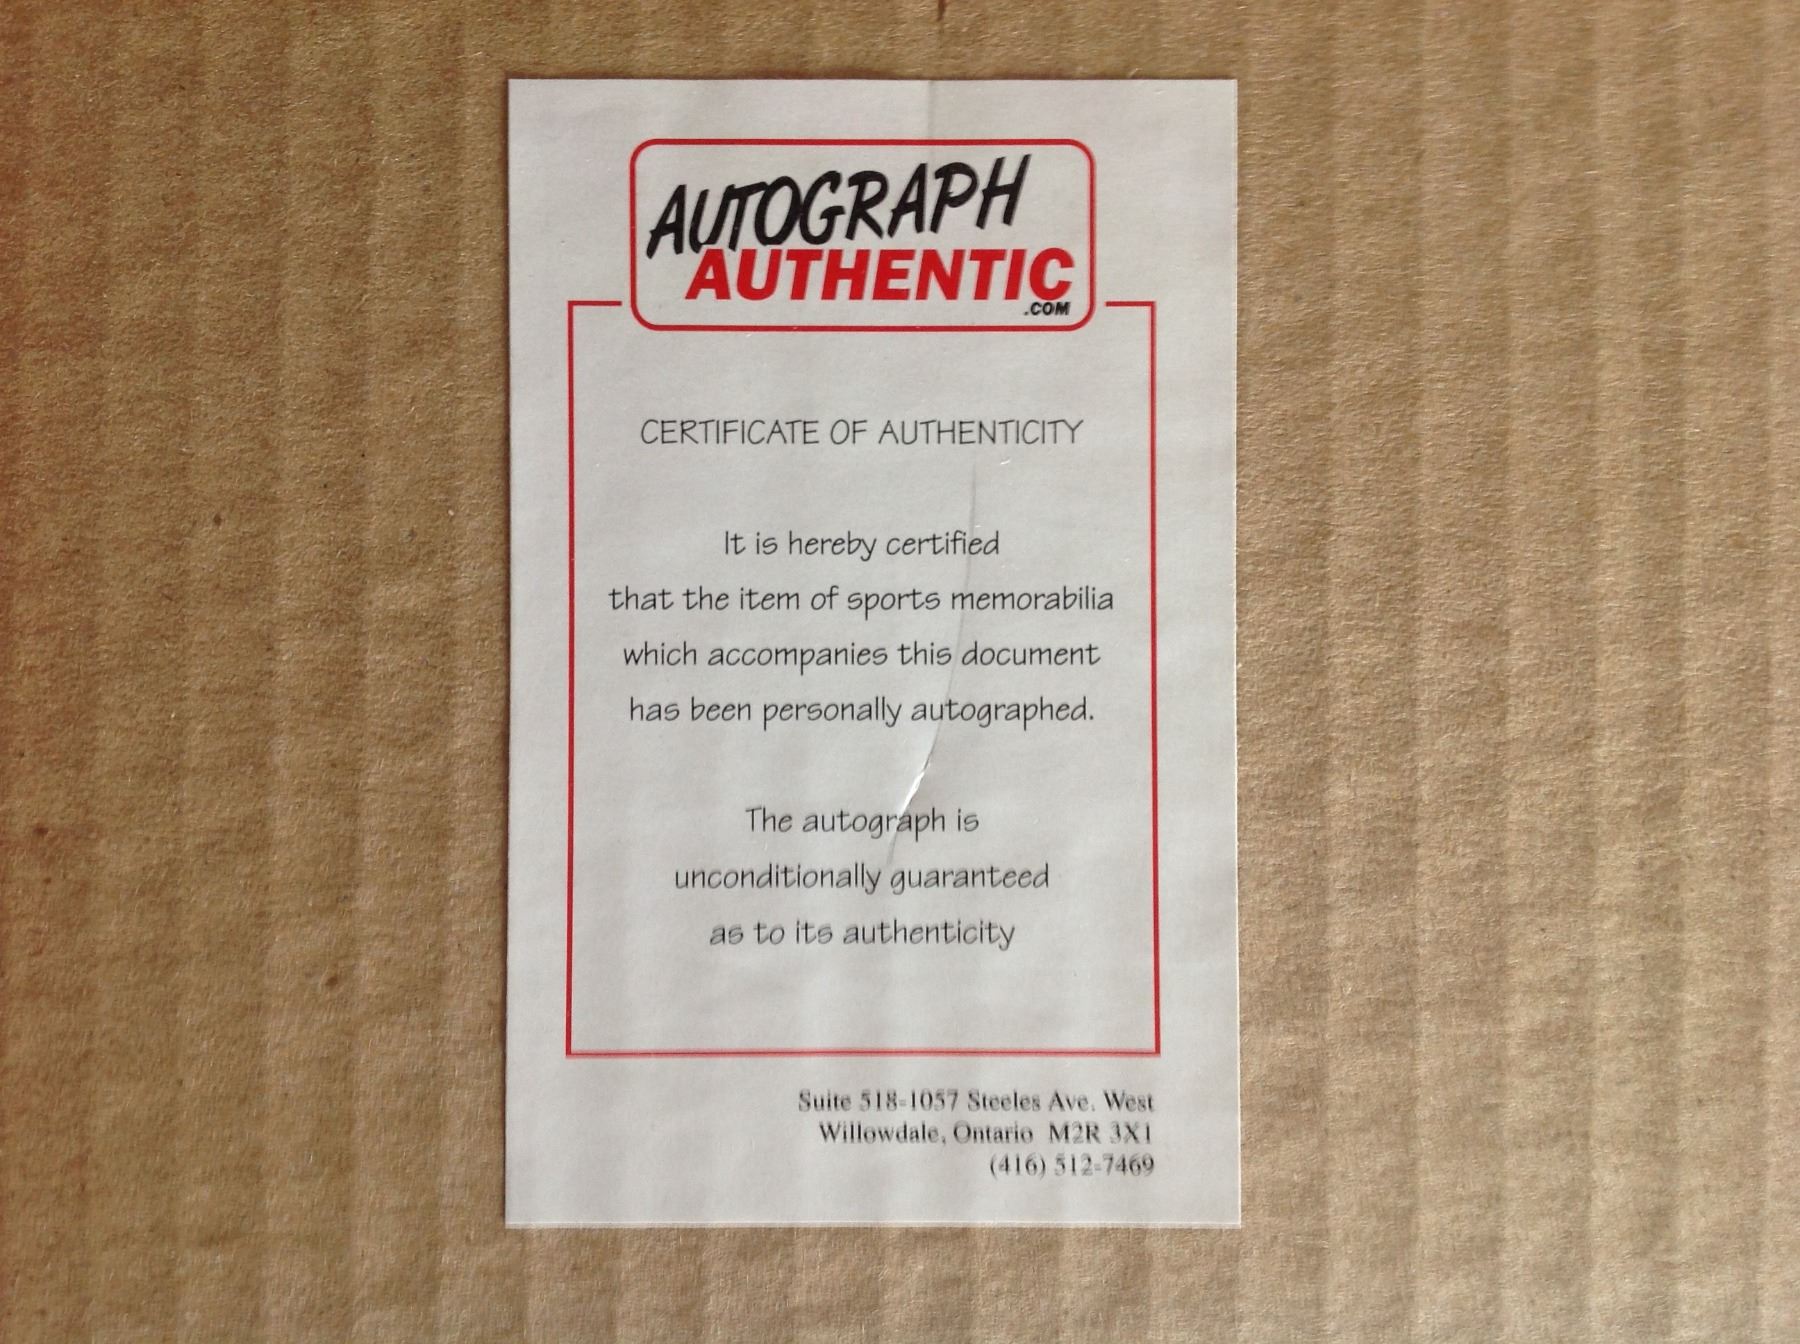 AUTOGRAPH
AUTHENTIC
.COM
CERTIFICATE OF AUTHENTICITY
It is hereby certified
that the item of sports memorabilia
which accompanies this document
has been personally autographed.
The autograph is
unconditionally guaranteed
as to its authenticity
Suite 518-1057 Steeles Ave. West
Willowdale, Ontario M2R 3X1
(416) 512-7469